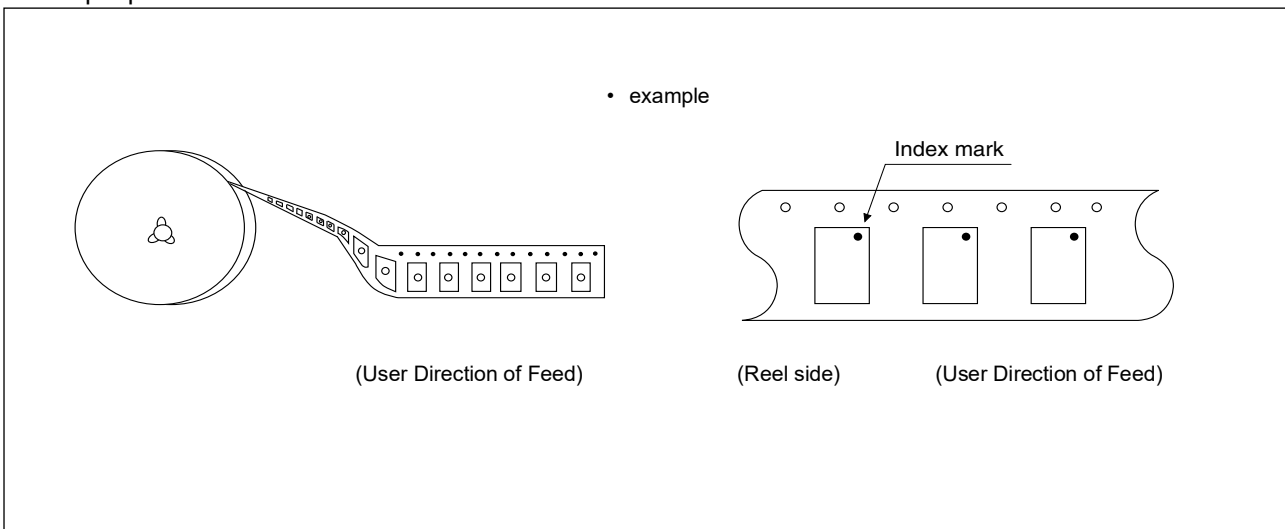 • example
Index mark
(User Direction of Feed)
(Reel side)
(User Direction of Feed)